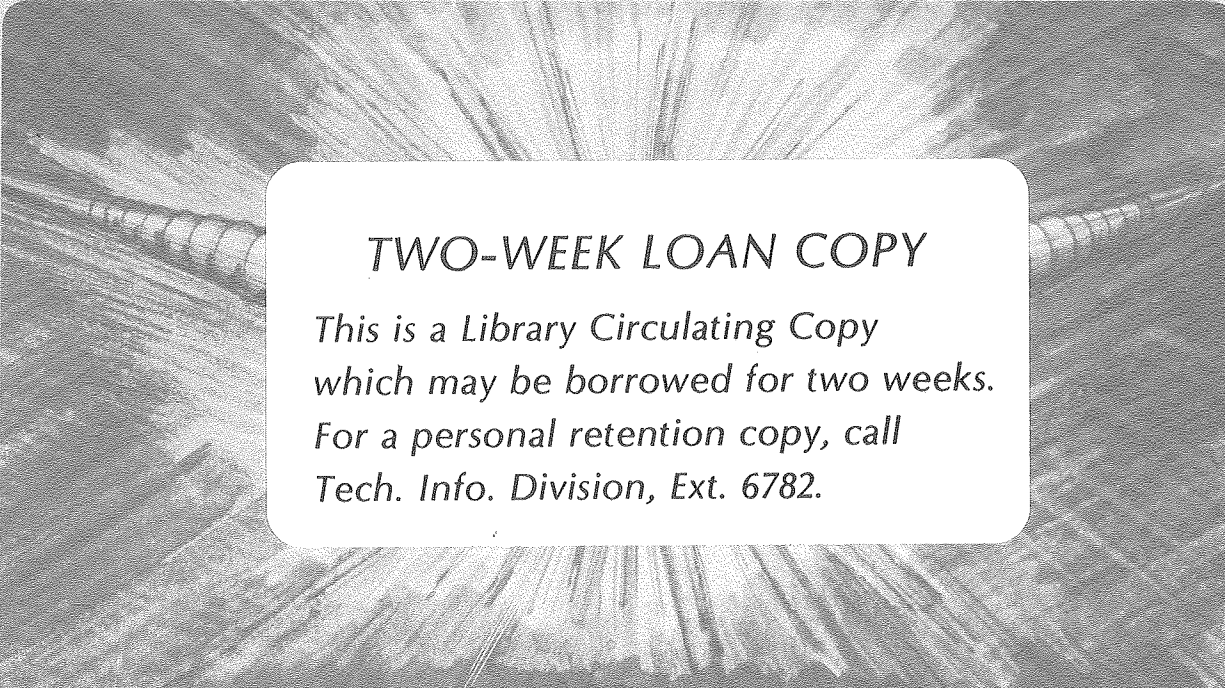 TWO-WEEK LOAN COPY
This is a Library Circulating Copy
which may be borrowed for two weeks.
For a personal retention copy, call
Tech. Info. Division, Ext. 6782.